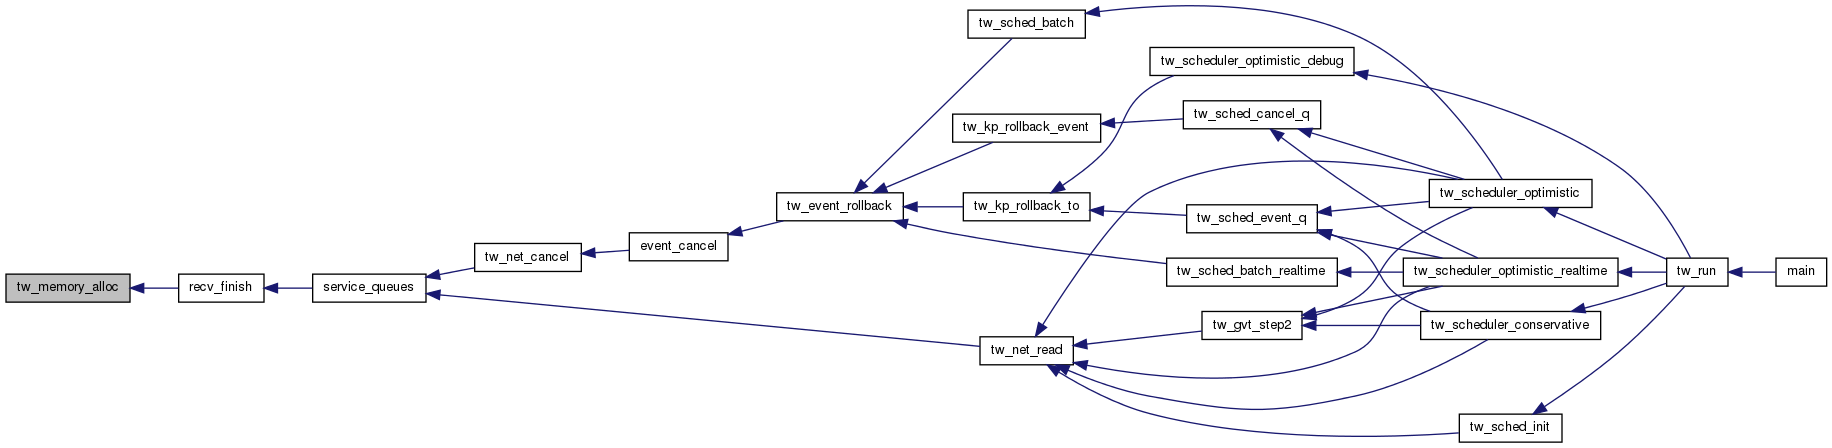 tw_sched_batch
tw_scheduler_optimistic_debug
tw_kp_rollback_event
tw_sched_cancel_q
tw_event_rollback
tw_kp_rollback_to
tw_scheduler_optimistic
tw_sched_event_q
event_cancel
tw_net_cancel
tw_sched_batch_realtime
tw_scheduler_optimistic_realtime
tw_run
main
tw_memory_alloc
recv_finish
service_queues
tw_gvt_step2
tw_scheduler_conservative
tw_net_read
tw_sched_init